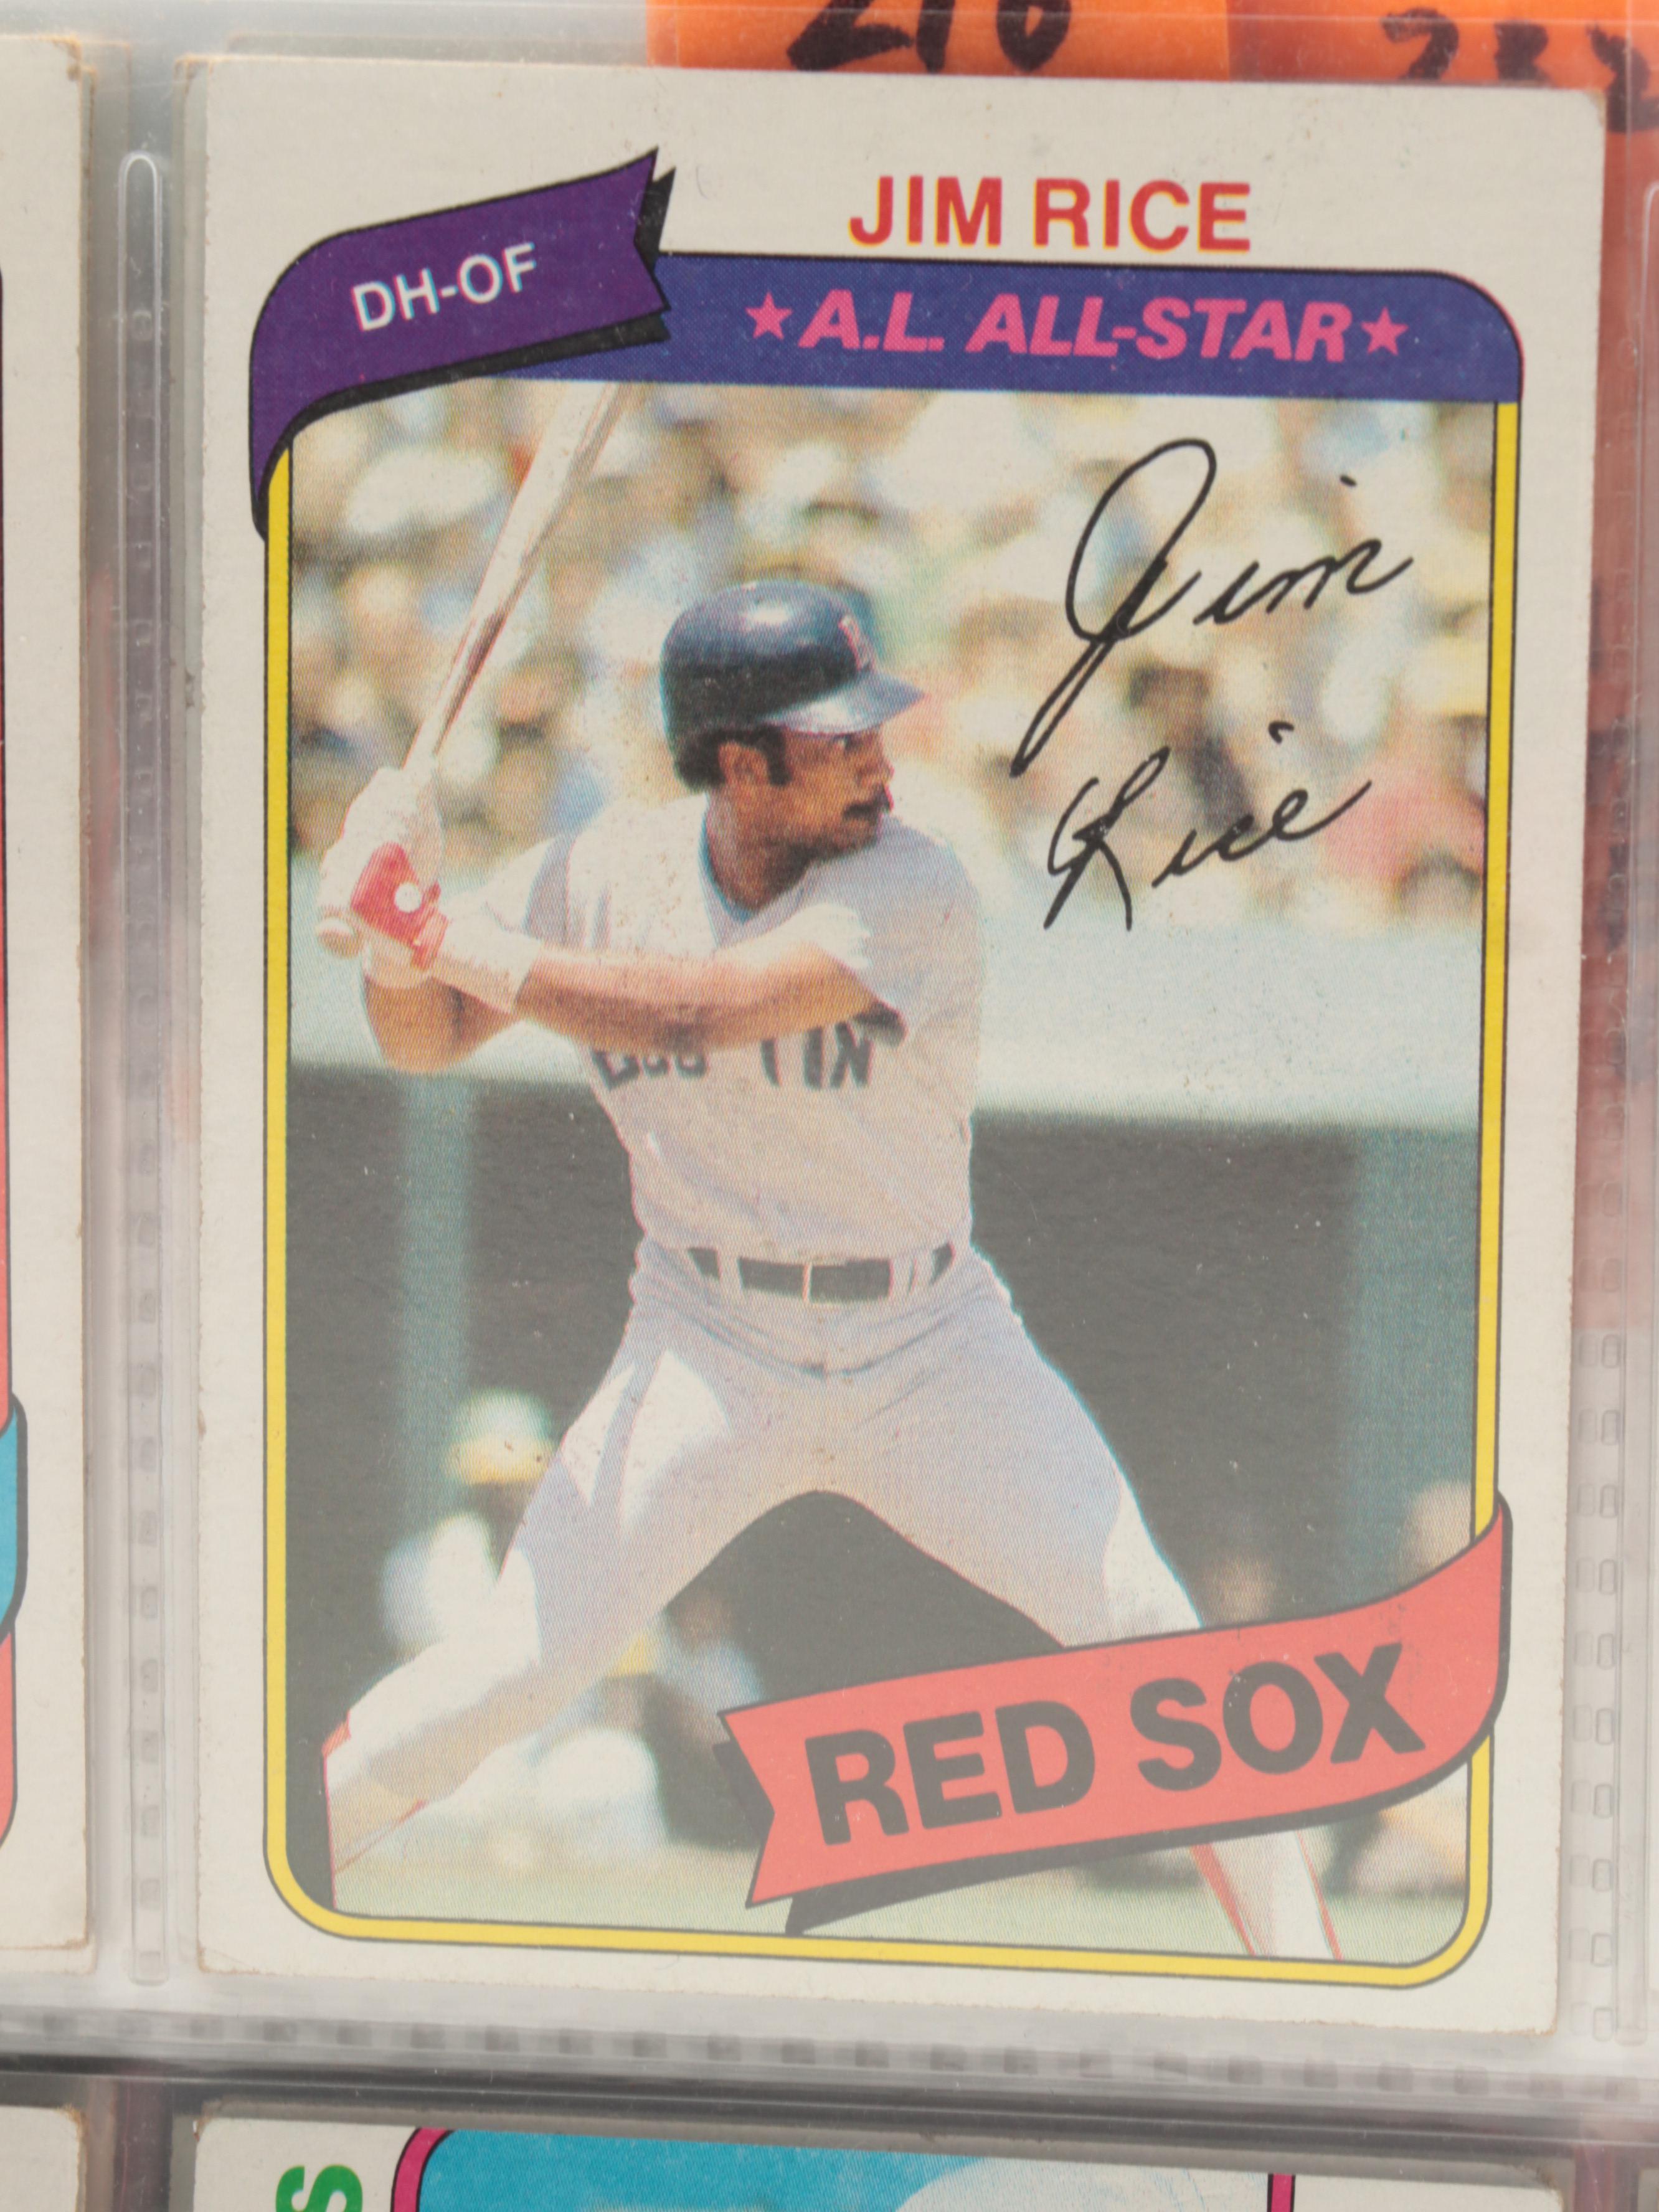 JIM RICE
DH-OF
★A.L. ALL-STAR★
Jim
Rice
RED SOX
S